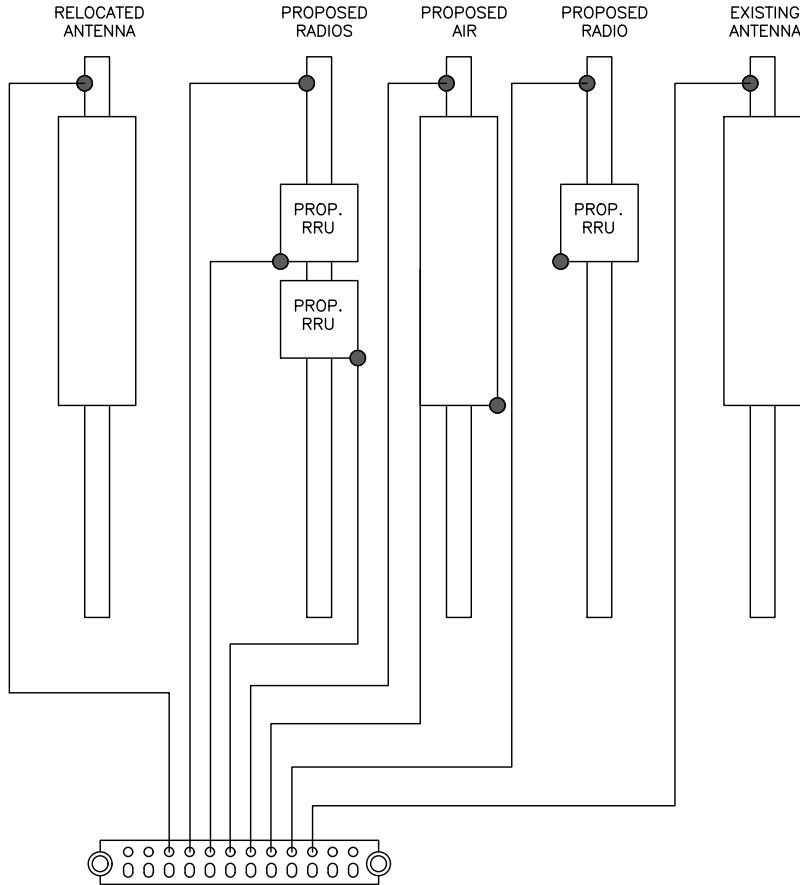 RELOCATED
ANTENNA
PROPOSED
RADIOS
PROPOSED
AIR
PROPOSED
RADIO
EXISTING
ANTENNA
PROP.
RRU
PROP.
RRU
PROP.
RRU